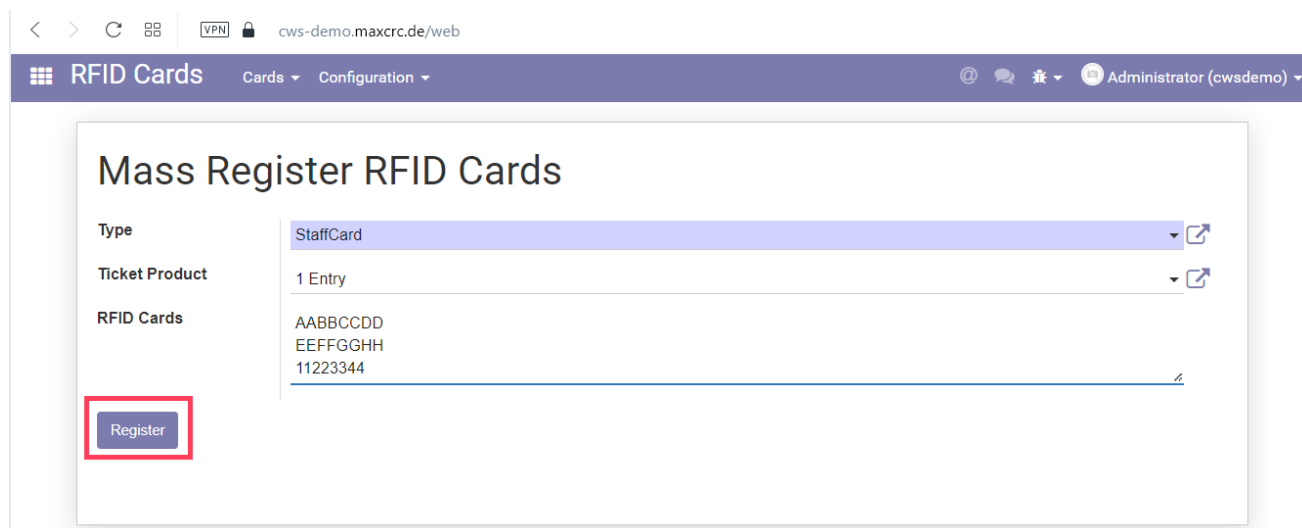 VPN cws-demo.maxcrc.de/web
RFID Cards Cards Configuration @ Administrator (cwsdemo)
Mass Register RFID Cards
Type StaffCard
Ticket Product 1 Entry
RFID Cards AABBCCDD
EEFFGGHH
11223344
Register